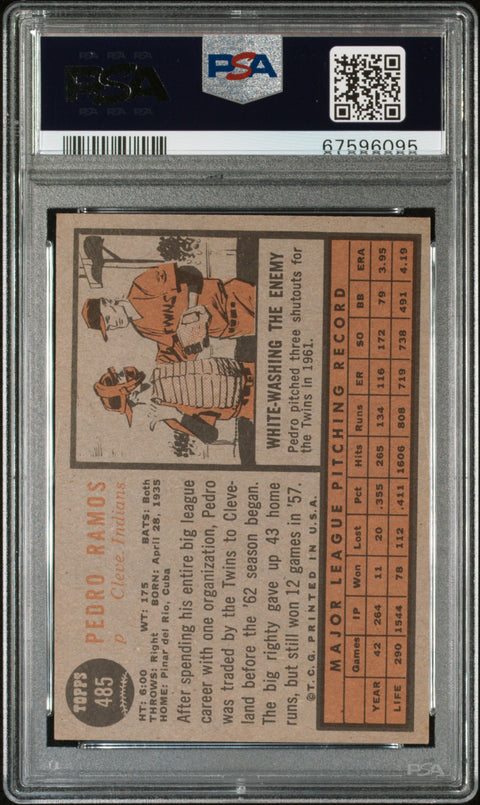 PSA
PSA
67596095
TOPPS
485
PEDRO RAMOS
p Cleve. Indians
HT: 6:00 WT: 175 BATS: Both
THROWS: Right BORN: April 28, 1935
HOME: Pinar del Rio, Cuba
After spending his entire big league
career with one organization, Pedro
was traded by the Twins to Cleve-
land before the '62 season began.
The big righty gave up 43 home
runs, but still won 12 games in '57.
©T.C.G. PRINTED IN U.S.A.
TWINS
WHITE-WASHING THE ENEMY
Pedro pitched three shutouts for
the Twins in 1961.
MAJOR LEAGUE PITCHING RECORD
Games IP Won Lost Pct Hits Runs ER SO BB ERA
YEAR 42 264 11 20 .355 265 134 116 172 79 3.95
LIFE 290 1544 78 112 .411 1606 808 719 738 491 4.19
PSA